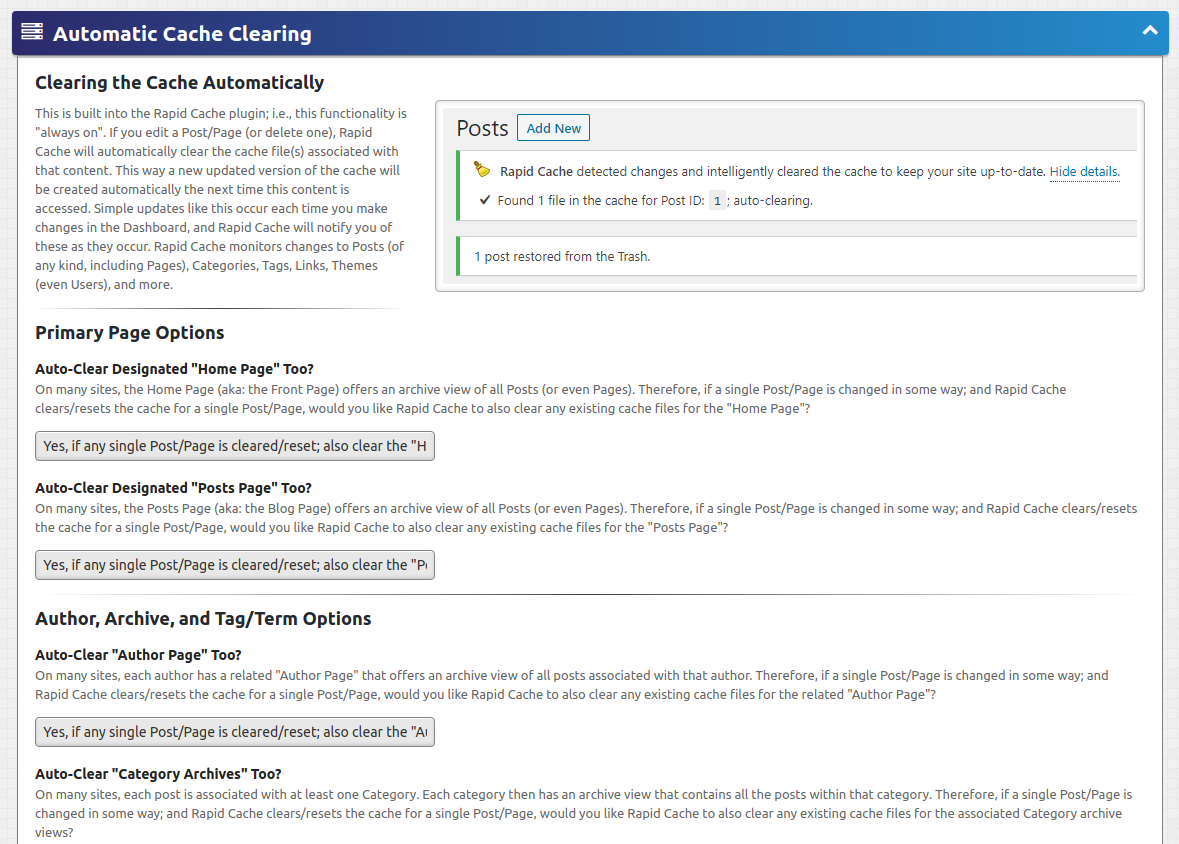 Automatic Cache Clearing
Clearing the Cache Automatically
This is built into the Rapid Cache plugin; i.e., this functionality is
"always on". If you edit a Post/Page (or delete one), Rapid
Cache will automatically clear the cache file(s) associated with
that content. This way a new updated version of the cache will
be created automatically the next time this content is
accessed. Simple updates like this occur each time you make
changes in the Dashboard, and Rapid Cache will notify you of
these as they occur. Rapid Cache monitors changes to Posts (of
any kind, including Pages), Categories, Tags, Links, Themes
(even Users), and more.
Posts Add New
Rapid Cache detected changes and intelligently cleared the cache to keep your site up-to-date. Hide details.
✔ Found 1 file in the cache for Post ID: 1 ; auto-clearing.
1 post restored from the Trash.
Primary Page Options
Auto-Clear Designated "Home Page" Too?
On many sites, the Home Page (aka: the Front Page) offers an archive view of all Posts (or even Pages). Therefore, if a single Post/Page is changed in some way; and Rapid Cache
clears/resets the cache for a single Post/Page, would you like Rapid Cache to also clear any existing cache files for the "Home Page"?
Yes, if any single Post/Page is cleared/reset; also clear the "H
Auto-Clear Designated "Posts Page" Too?
On many sites, the Posts Page (aka: the Blog Page) offers an archive view of all Posts (or even Pages). Therefore, if a single Post/Page is changed in some way; and Rapid Cache clears/resets
the cache for a single Post/Page, would you like Rapid Cache to also clear any existing cache files for the "Posts Page"?
Yes, if any single Post/Page is cleared/reset; also clear the "Po
Author, Archive, and Tag/Term Options
Auto-Clear "Author Page" Too?
On many sites, each author has a related "Author Page" that offers an archive view of all posts associated with that author. Therefore, if a single Post/Page is changed in some way; and
Rapid Cache clears/resets the cache for a single Post/Page, would you like Rapid Cache to also clear any existing cache files for the related "Author Page"?
Yes, if any single Post/Page is cleared/reset; also clear the "Au
Auto-Clear "Category Archives" Too?
On many sites, each post is associated with at least one Category. Each category then has an archive view that contains all the posts within that category. Therefore, if a single Post/Page is
changed in some way; and Rapid Cache clears/resets the cache for a single Post/Page, would you like Rapid Cache to also clear any existing cache files for the associated Category archive
views?